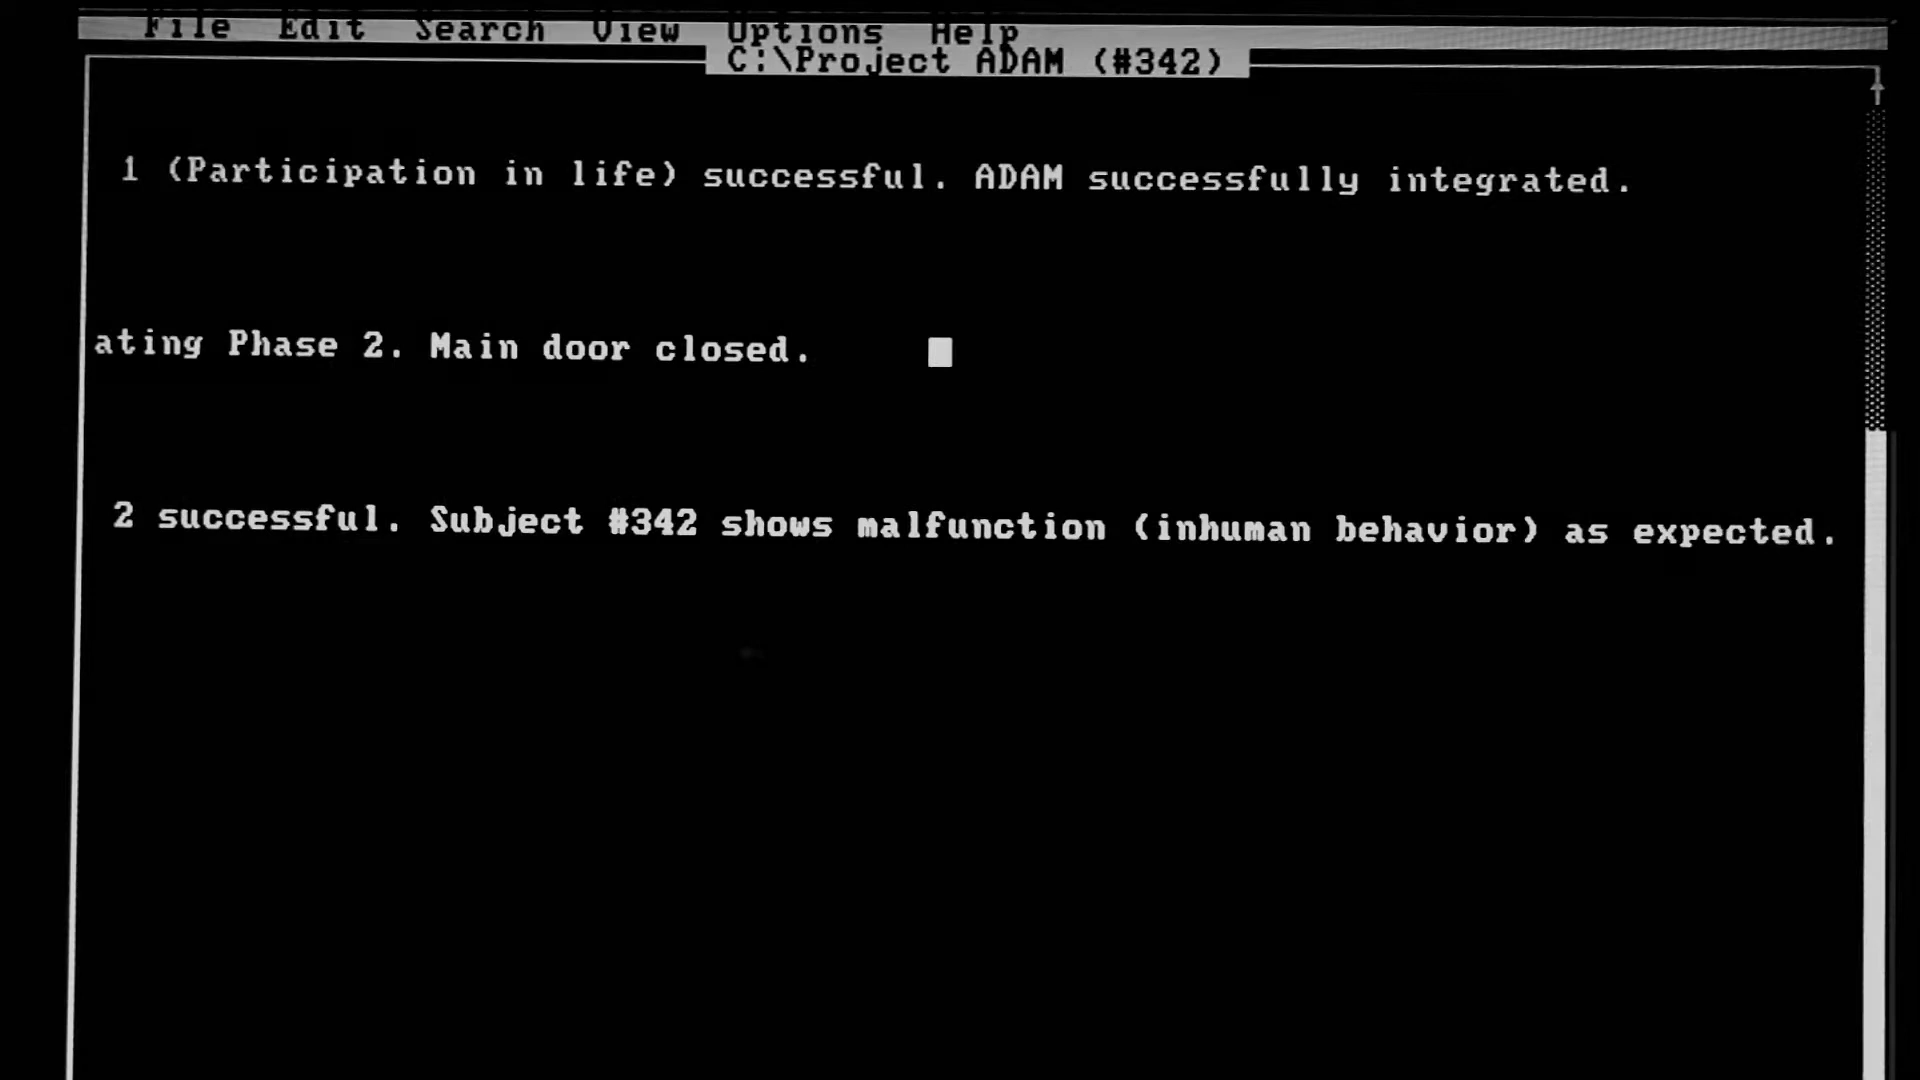 File Edit Search View Options Help
C:\Project ADAM (#342)
1 (Participation in life) successful. ADAM successfully integrated.
ating Phase 2. Main door closed.
2 successful. Subject #342 shows malfunction (inhuman behavior) as expected.